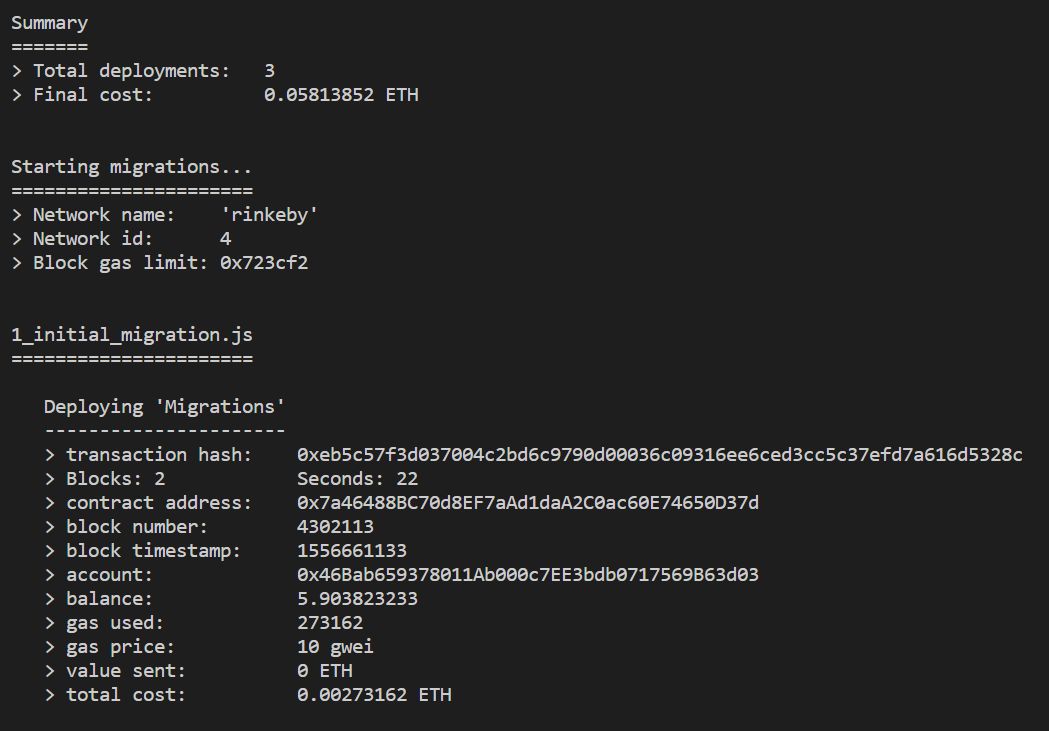 Summary
=======
> Total deployments:   3
> Final cost:          0.05813852 ETH
Starting migrations...
======================
> Network name:    'rinkeby'
> Network id:      4
> Block gas limit: 0x723cf2
1_initial_migration.js
======================
   Deploying 'Migrations'
   ----------------------
   > transaction hash:    0xeb5c57f3d037004c2bd6c9790d00036c09316ee6ced3cc5c37efd7a616d5328c
   > Blocks: 2            Seconds: 22
   > contract address:    0x7a46488BC70d8EF7aAd1daA2C0ac60E74650D37d
   > block number:        4302113
   > block timestamp:     1556661133
   > account:             0x46Bab659378011Ab000c7EE3bdb0717569B63d03
   > balance:             5.903823233
   > gas used:            273162
   > gas price:           10 gwei
   > value sent:          0 ETH
   > total cost:          0.00273162 ETH